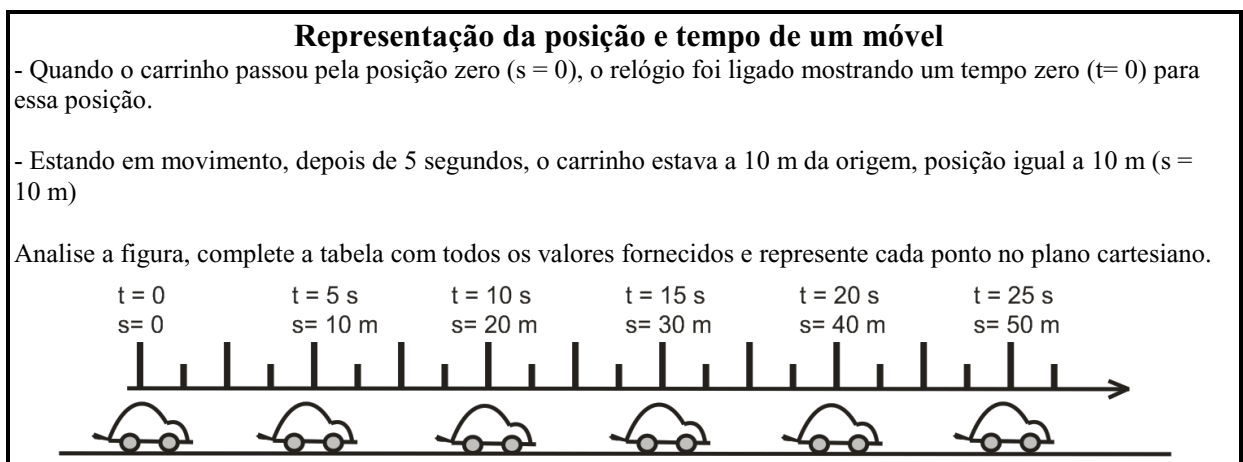 Representação da posição e tempo de um móvel
- Quando o carrinho passou pela posição zero (s = 0), o relógio foi ligado mostrando um tempo zero (t= 0) para
essa posição.
- Estando em movimento, depois de 5 segundos, o carrinho estava a 10 m da origem, posição igual a 10 m (s =
10 m)
Analise a figura, complete a tabela com todos os valores fornecidos e represente cada ponto no plano cartesiano.
t = 0 t = 5 s t = 10 s t = 15 s t = 20 s t = 25 s
s= 0 s= 10 m s= 20 m s= 30 m s= 40 m s= 50 m